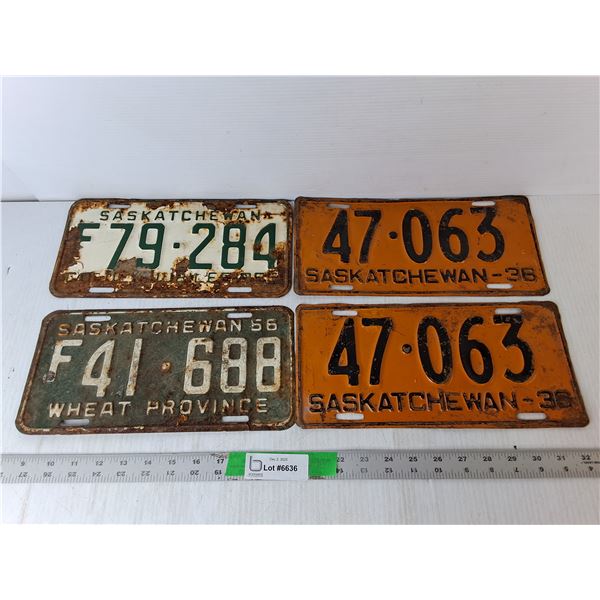 SASKATCHEWAN
F79·284
47·063
SASKATCHEWAN-36
SASKATCHEWAN 56
F41·688
WHEAT PROVINCE
47·063
SASKATCHEWAN-36
Lot #6636